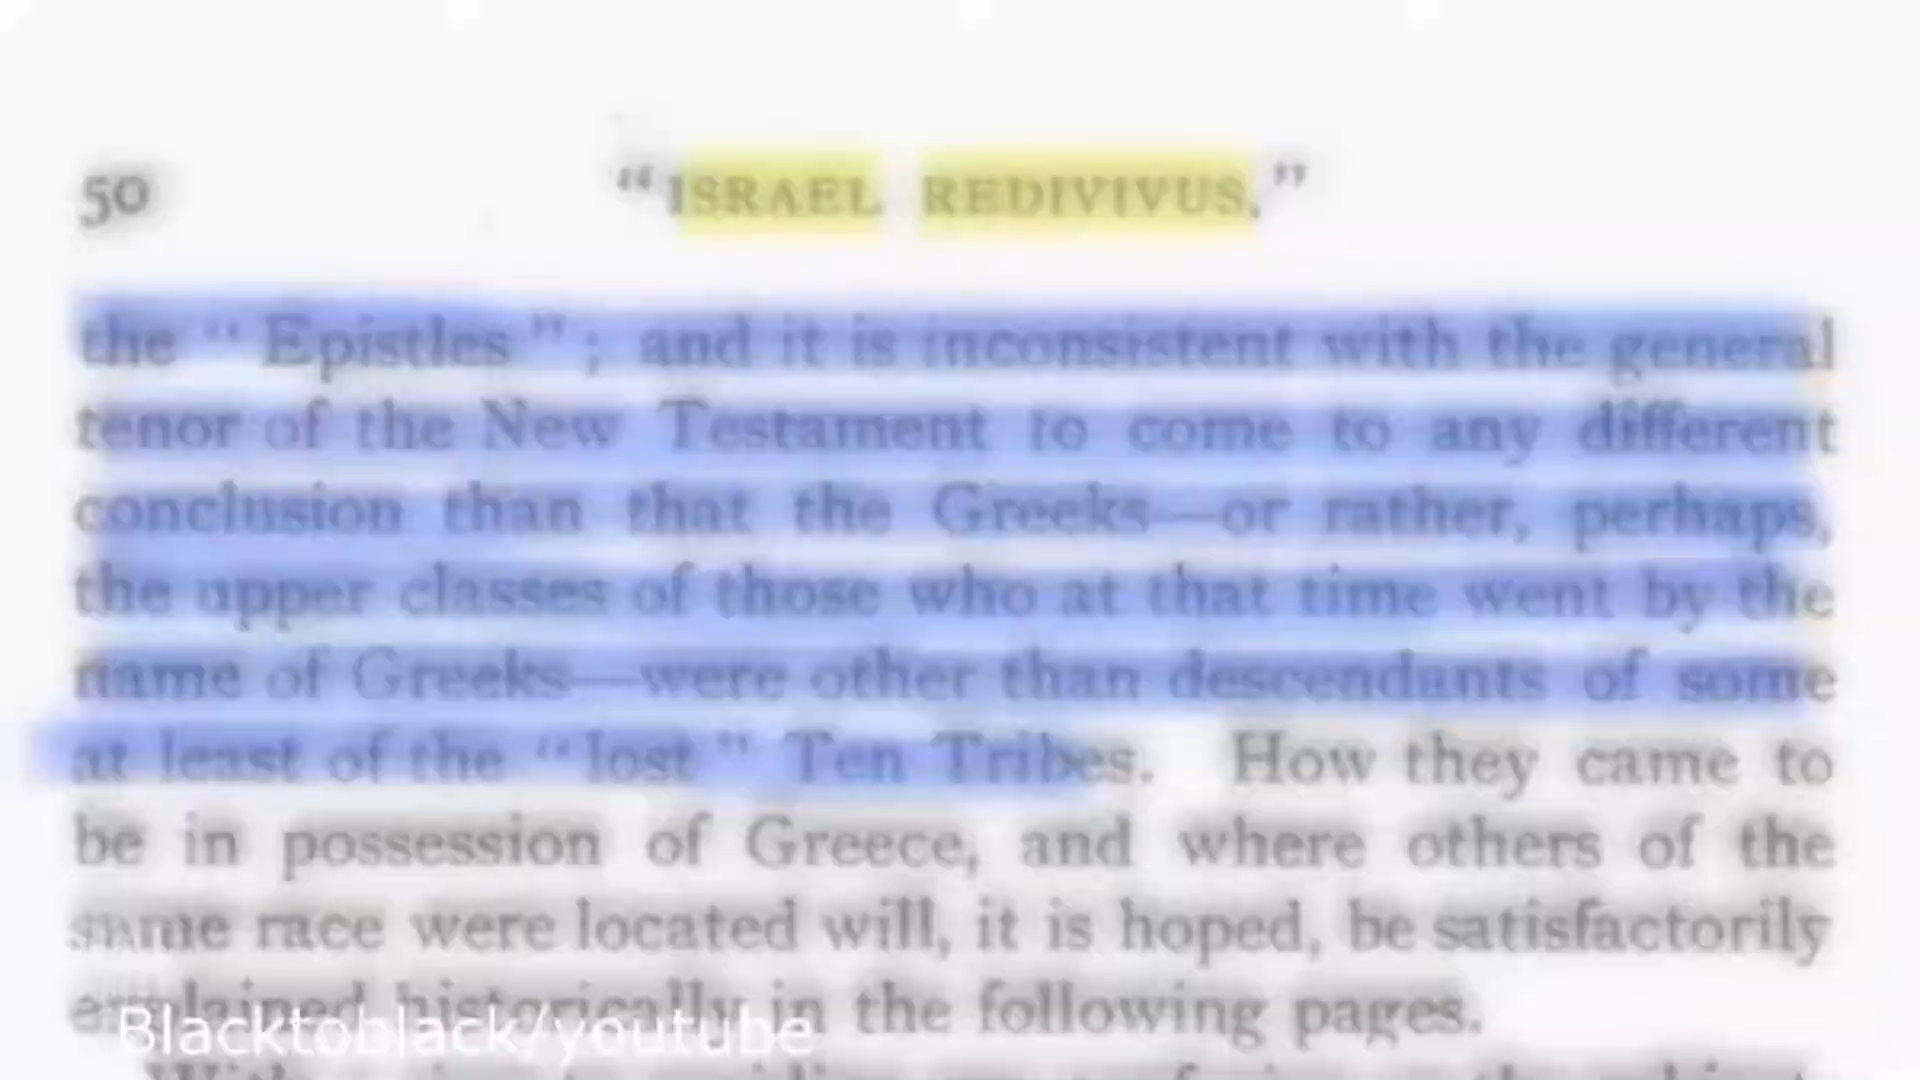 50 "ISRAEL REDIVIVUS."
the "Epistles"; and it is inconsistent with the general
tenor of the New Testament to come to any different
conclusion than that the Greeks—or rather, perhaps,
the upper classes of those who at that time went by the
name of Greeks—were other than descendants of some
at least of the "lost" Ten Tribes. How they came to
be in possession of Greece, and where others of the
same race were located will, it is hoped, be satisfactorily
explained historically in the following pages.
Blacktoblack/youtube